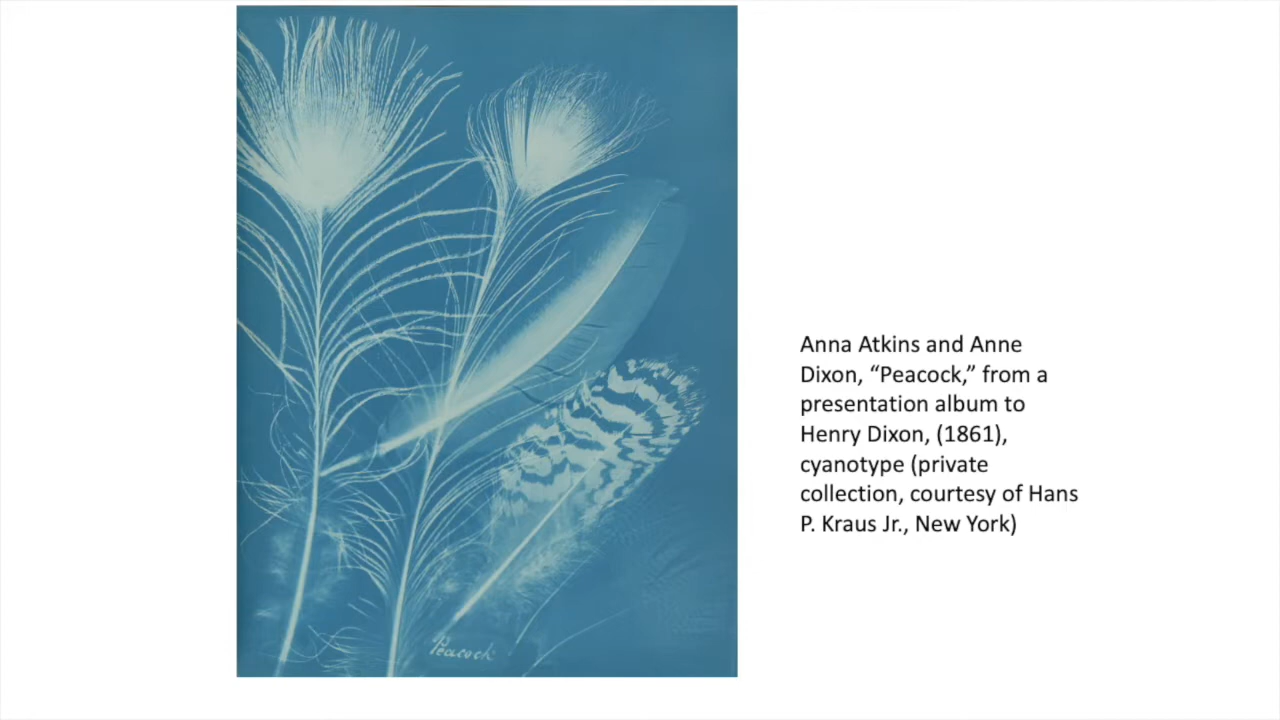 Peacock
Anna Atkins and Anne
Dixon, “Peacock,” from a
presentation album to
Henry Dixon, (1861),
cyanotype (private
collection, courtesy of Hans
P. Kraus Jr., New York)